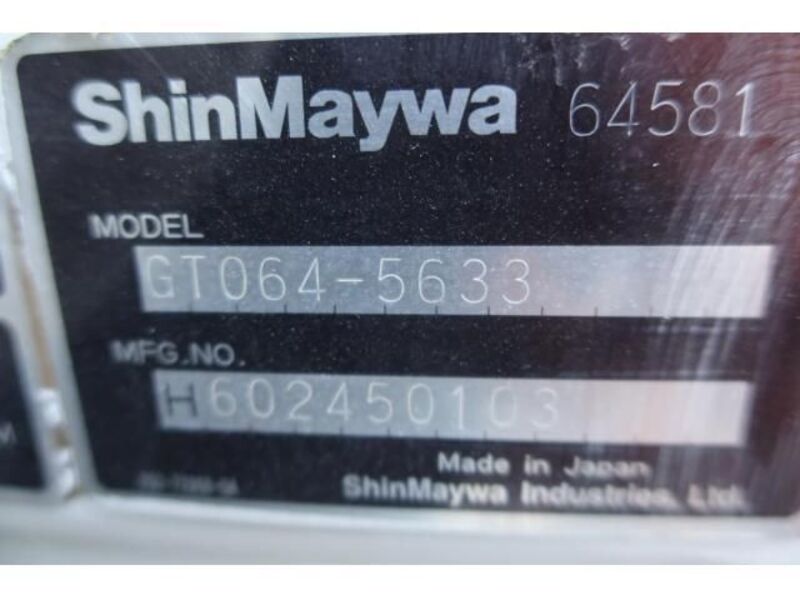 ShinMaywa 64581
MODEL
GT064-5633
MFG.NO.
H602450103
Made in Japan
ShinMaywa Industries, Ltd.